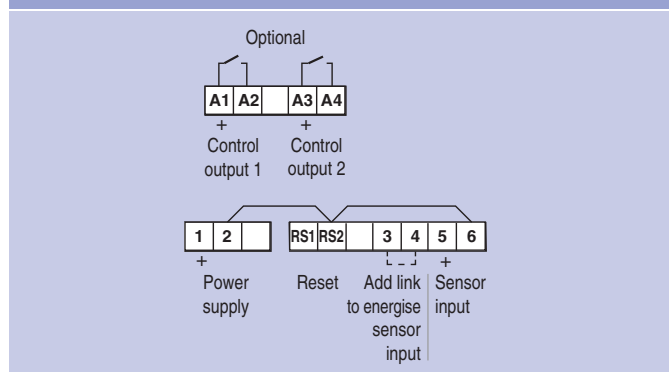 Optional
A1 A2 A3 A4
+ +
Control Control
output 1 output 2
1 2 RS1 RS2 3 4 5 6
+ +
Power Reset Add link Sensor
supply to energise input
sensor
input